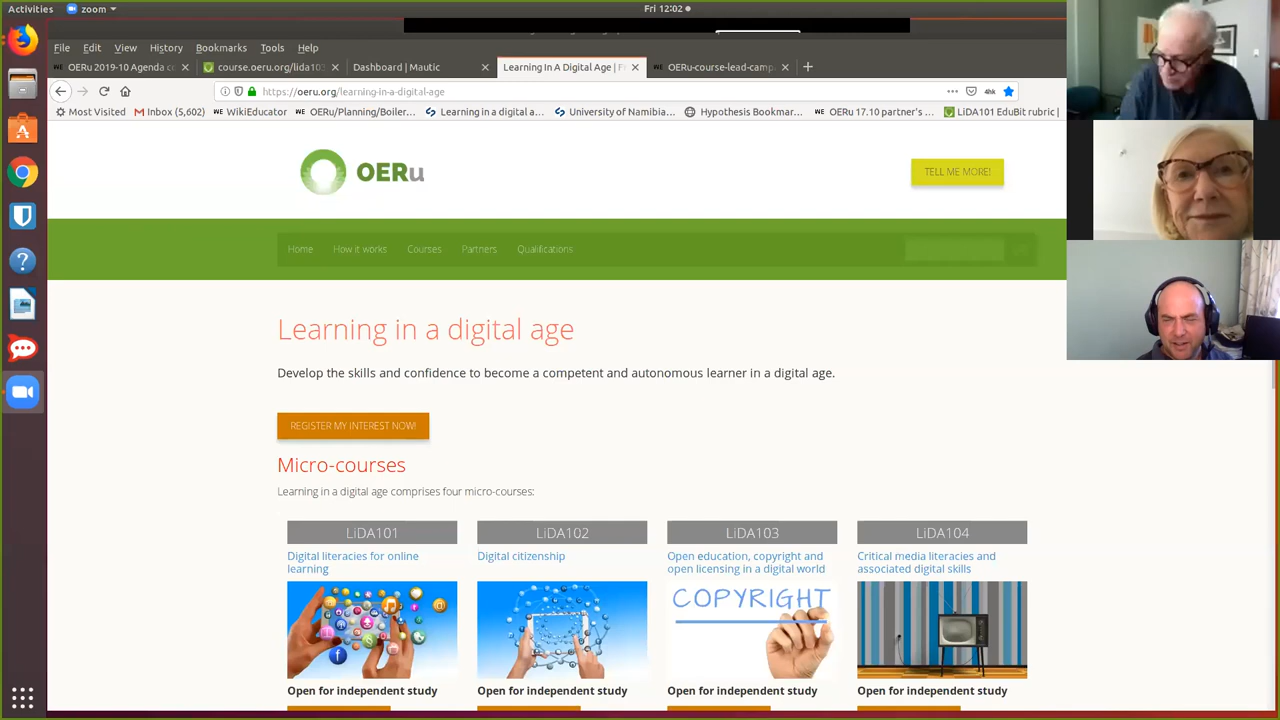 Activities zoom Fri 12:02
File Edit View History Bookmarks Tools Help
OERu 2019-10 Agenda co course.oeru.org/lida103 Dashboard | Mautic Learning In A Digital Age | F OERu-course-lead-camp
https://oeru.org/learning-in-a-digital-age
Most Visited Inbox (5,602) WikiEducator OERu/Planning/Boiler... Learning in a digital a... University of Namibia... Hypothesis Bookmar... OERu 17.10 partner's ... LiDA101 EduBit rubric |
OERu
TELL ME MORE!
Home How it works Courses Partners Qualifications
Learning in a digital age
Develop the skills and confidence to become a competent and autonomous learner in a digital age.
REGISTER MY INTEREST NOW!
Micro-courses
Learning in a digital age comprises four micro-courses:
LiDA101 LiDA102 LiDA103 LiDA104
Digital literacies for online Digital citizenship Open education, copyright and Critical media literacies and
learning open licensing in a digital world associated digital skills
COPYRIGHT
Open for independent study Open for independent study Open for independent study Open for independent study